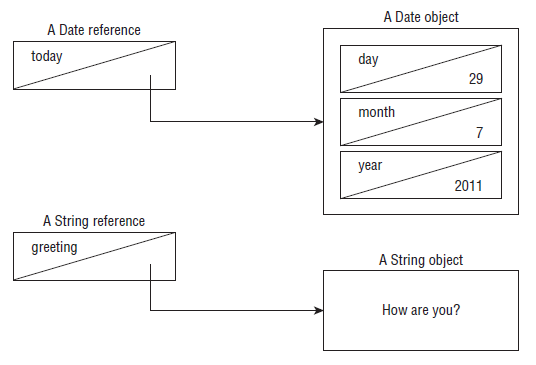 A Date reference
today
A Date object
day
29
month
7
year
2011
A String reference
greeting
A String object
How are you?